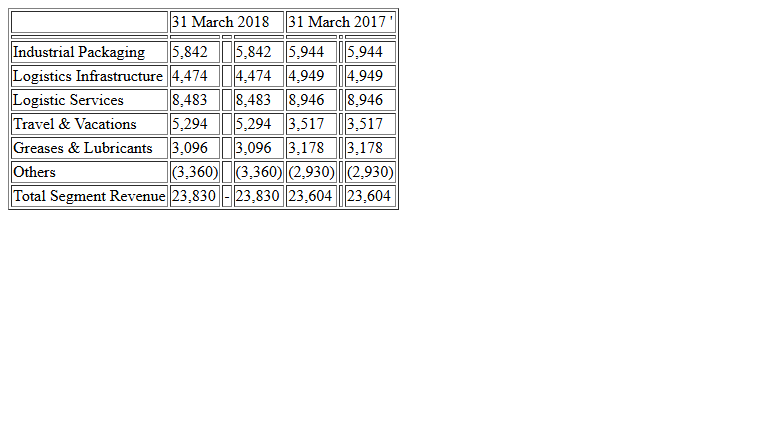 31 March 2018 31 March 2017 '
Industrial Packaging 5,842 5,842 5,944 5,944
Logistics Infrastructure 4,474 4,474 4,949 4,949
Logistic Services 8,483 8,483 8,946 8,946
Travel & Vacations 5,294 5,294 3,517 3,517
Greases & Lubricants 3,096 3,096 3,178 3,178
Others (3,360) (3,360) (2,930) (2,930)
Total Segment Revenue 23,830 - 23,830 23,604 23,604